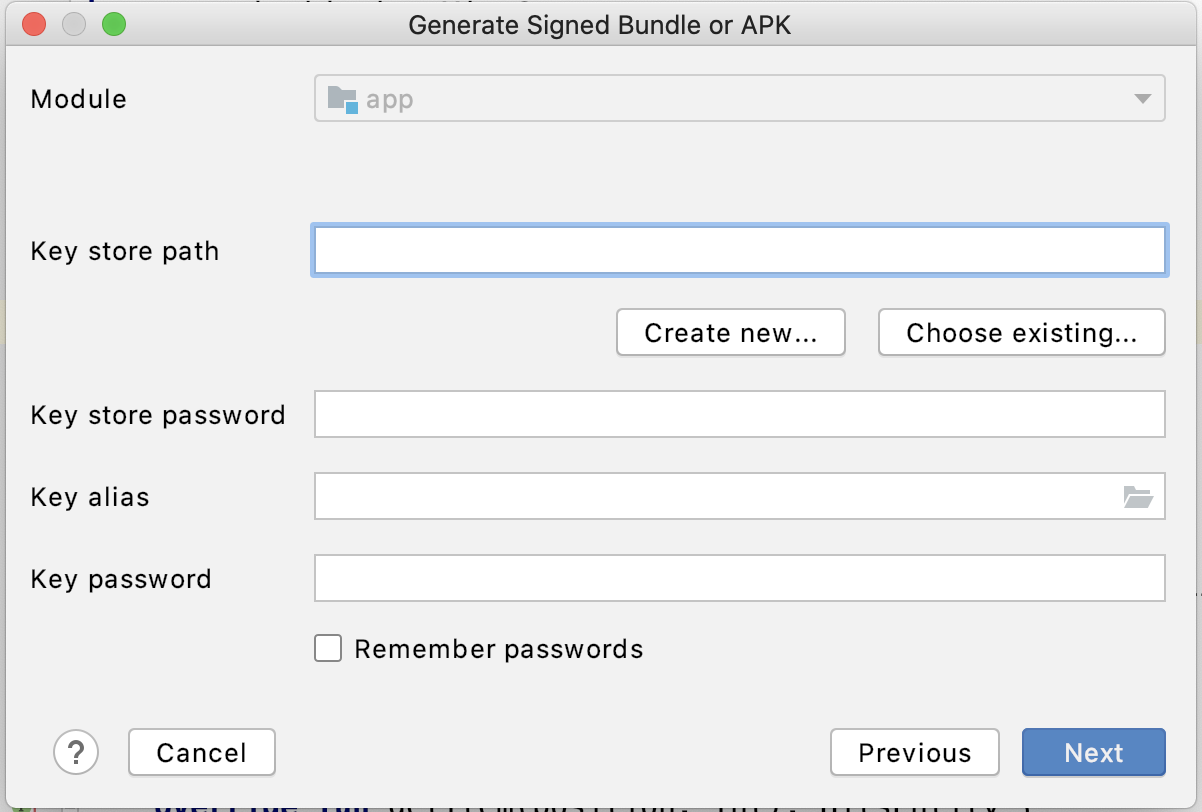 Generate Signed Bundle or APK
Module
app
Key store path
Create new...
Choose existing...
Key store password
Key alias
Key password
Remember passwords
?
Cancel
Previous
Next